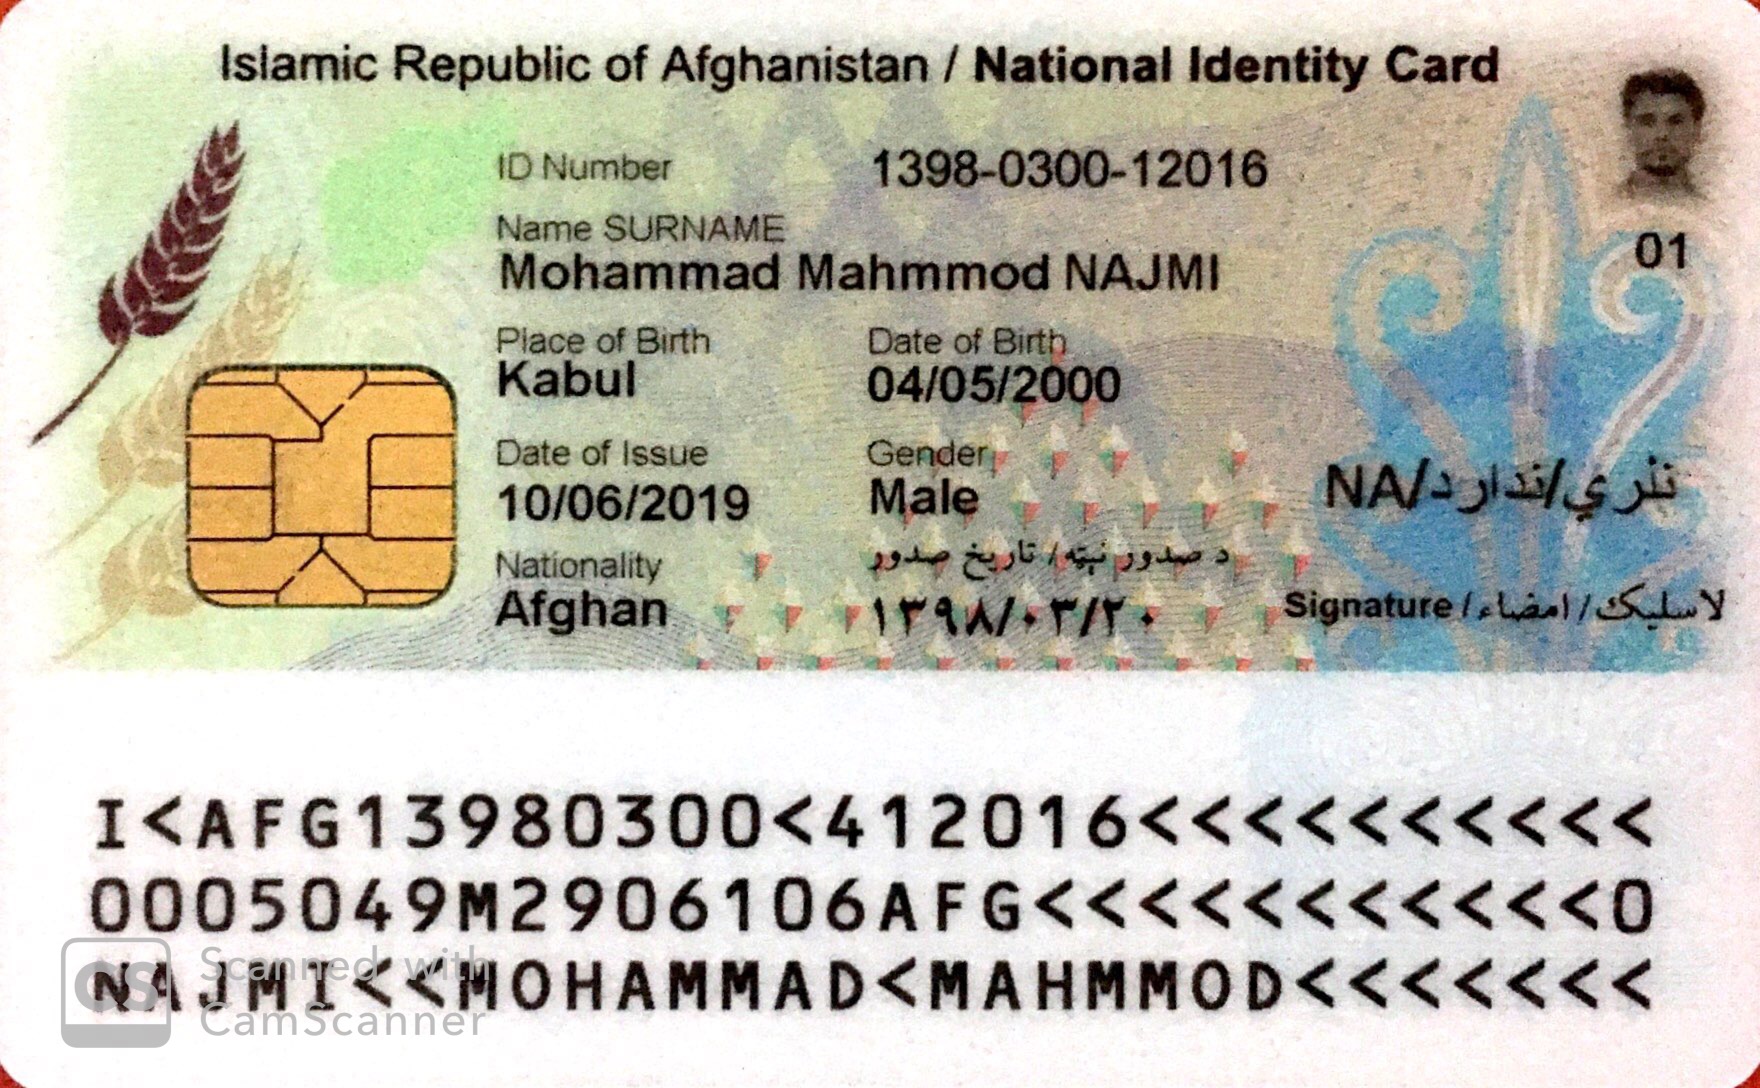 Islamic Republic of Afghanistan / National Identity Card
ID Number 1398-0300-12016
Name SURNAME
Mohammad Mahmmod NAJMI
01
Place of Birth Date of Birth
Kabul 04/05/2000
Date of Issue Gender
10/06/2019 Male
نلري/ندارد/NA
Nationality د صدور نېټه/ تاريخ صدور
Afghan ۱۳۹۸/۰۳/۲۰
لاسليک/امضاء/Signature
I<AFG13980300<412016<<<<<<<<<<
0005049M2906106AFG<<<<<<<<<<<0
NAJMI<<MOHAMMAD<MAHMMOD<<<<<<<
Scanned with
CamScanner
CS